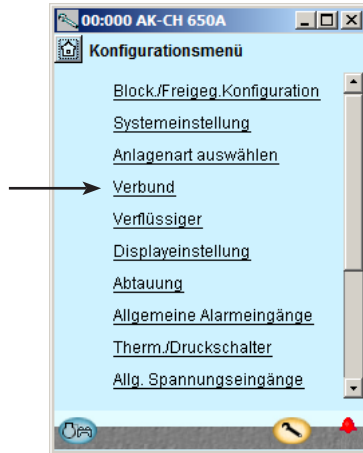 00:000 AK-CH 650A
Konfigurationsmenü
Block./Freigeg.Konfiguration
Systemeinstellung
Anlagenart auswählen
Verbund
Verflüssiger
Displayeinstellung
Abtauung
Allgemeine Alarmeingänge
Therm./Druckschalter
Allg. Spannungseingänge